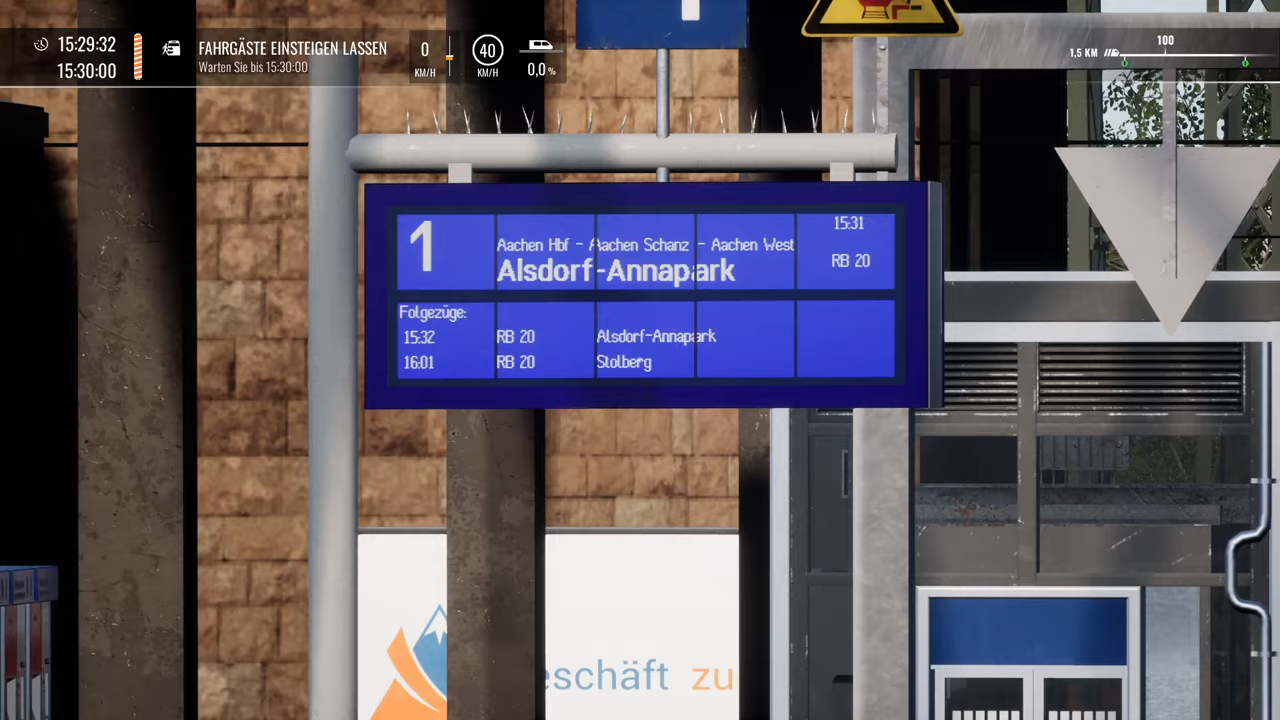 15:29:32
15:30:00
FAHRGÄSTE EINSTEIGEN LASSEN
Warten Sie bis 15:30:00
0
KM/H
40
KM/H
0,0 %
1,5 KM
100
1
Aachen Hbf - Aachen Schanz - Aachen West
Alsdorf-Annapark
15:31
RB 20
Folgezüge:
15:32 RB 20 Alsdorf-Annapark
16:01 RB 20 Stolberg
eschäft zu